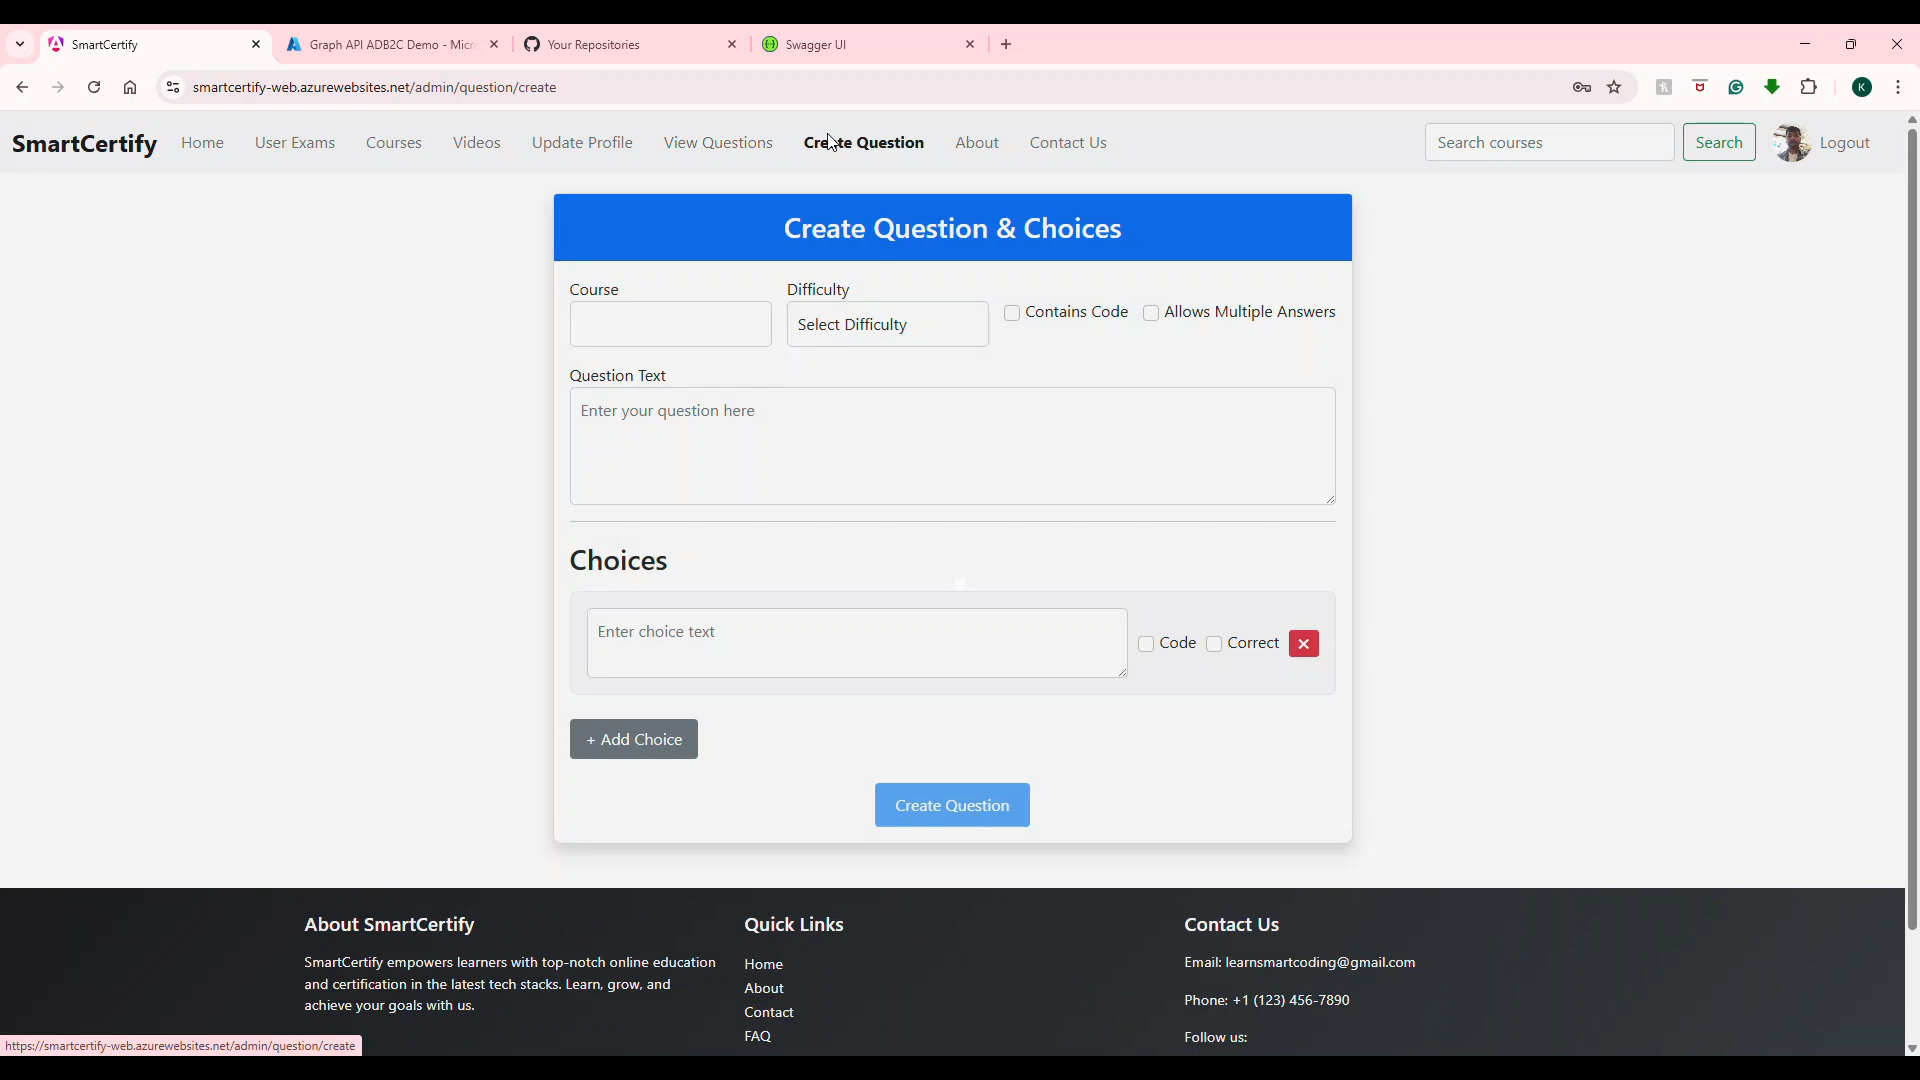 SmartCertify
Graph API ADB2C Demo - Micr
Your Repositories
Swagger UI
smartcertify-web.azurewebsites.net/admin/question/create
K
SmartCertify
Home
User Exams
Courses
Videos
Update Profile
View Questions
Create Question
About
Contact Us
Search courses
Search
Logout
Create Question & Choices
Course
Difficulty
Select Difficulty
Contains Code
Allows Multiple Answers
Question Text
Enter your question here
Choices
Enter choice text
Code
Correct
+ Add Choice
Create Question
About SmartCertify
SmartCertify empowers learners with top-notch online education
and certification in the latest tech stacks. Learn, grow, and
achieve your goals with us.
Quick Links
Home
About
Contact
FAQ
Contact Us
Email: learnsmartcoding@gmail.com
Phone: +1 (123) 456-7890
Follow us:
https://smartcertify-web.azurewebsites.net/admin/question/create